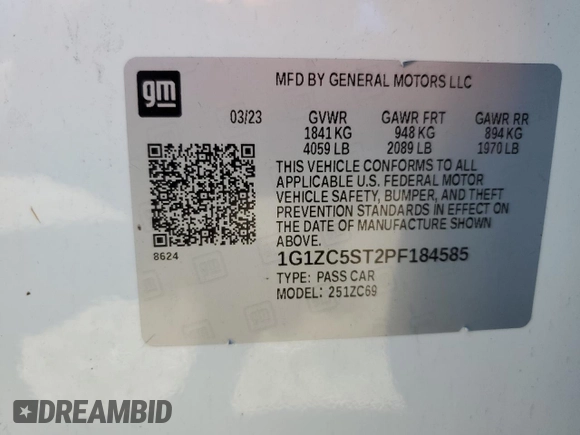 gm
MFD BY GENERAL MOTORS LLC
03/23 GVWR GAWR FRT GAWR RR
1841 KG 948 KG 894 KG
4059 LB 2089 LB 1970 LB
THIS VEHICLE CONFORMS TO ALL
APPLICABLE U.S. FEDERAL MOTOR
VEHICLE SAFETY, BUMPER, AND THEFT
PREVENTION STANDARDS IN EFFECT
ON THE DATE OF MANUFACTURE SHOWN
ABOVE.
8624
1G1ZC5ST2PF184585
TYPE: PASS CAR
MODEL: 251ZC69
DREAMBID